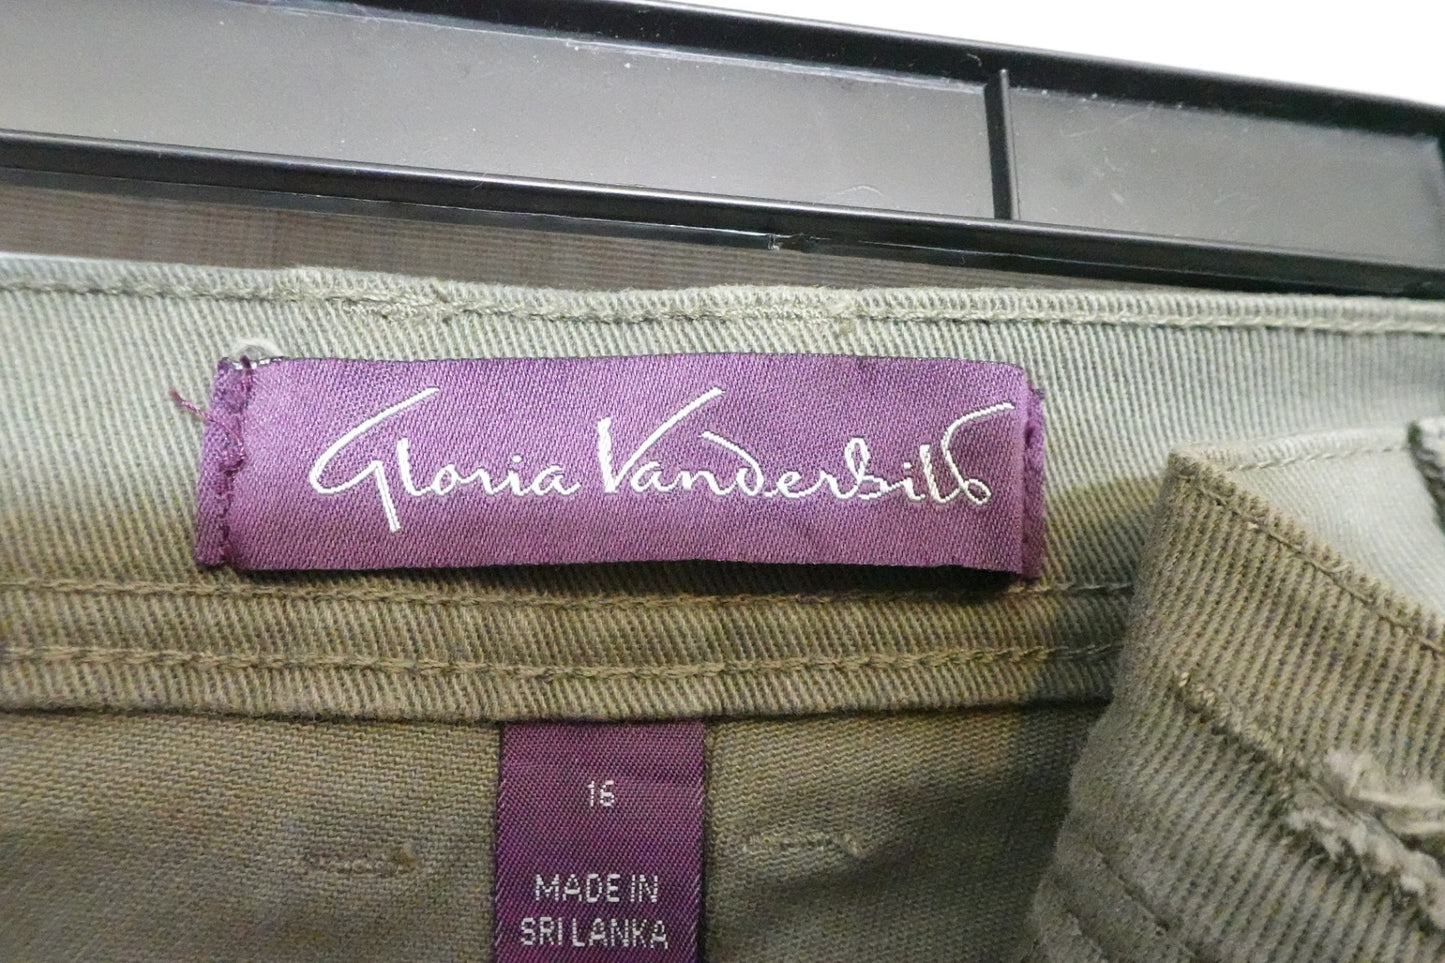 Gloria Vanderbilt
16
MADE IN
SRI LANKA